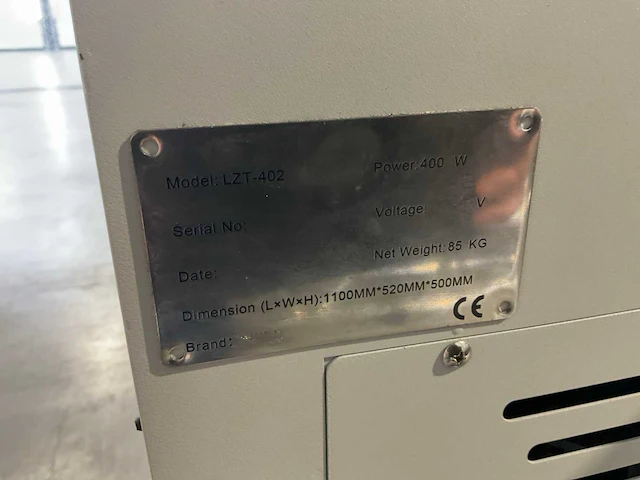 Model: LZT-402
Power:400 W
Serial No:
Voltage V
Date:
Net Weight: 85 KG
Dimension (L×W×H):1100MM*520MM*500MM
CE
Brand: